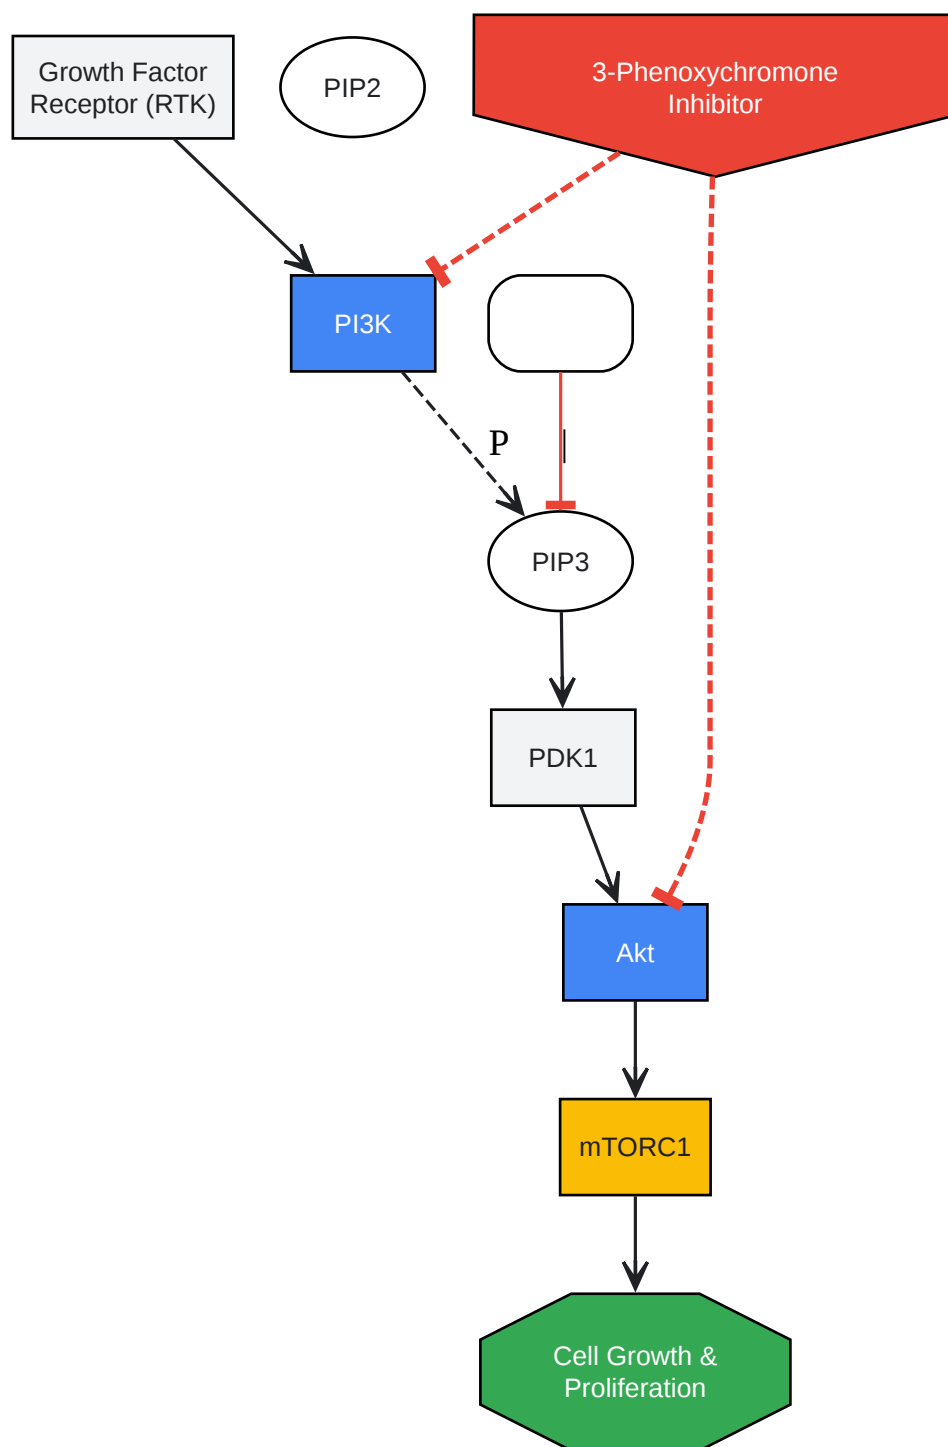 Growth Factor
Receptor (RTK)
PIP2
3-Phenoxychromone
Inhibitor
PI3K
P
PIP3
PDK1
Akt
mTORC1
Cell Growth &
Proliferation